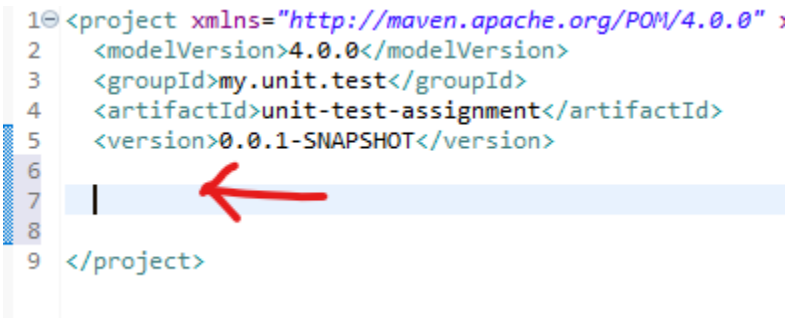 1 <project xmlns="http://maven.apache.org/POM/4.0.0"
2 <modelVersion>4.0.0</modelVersion>
3 <groupId>my.unit.test</groupId>
4 <artifactId>unit-test-assignment</artifactId>
5 <version>0.0.1-SNAPSHOT</version>
6
7
8
9 </project>